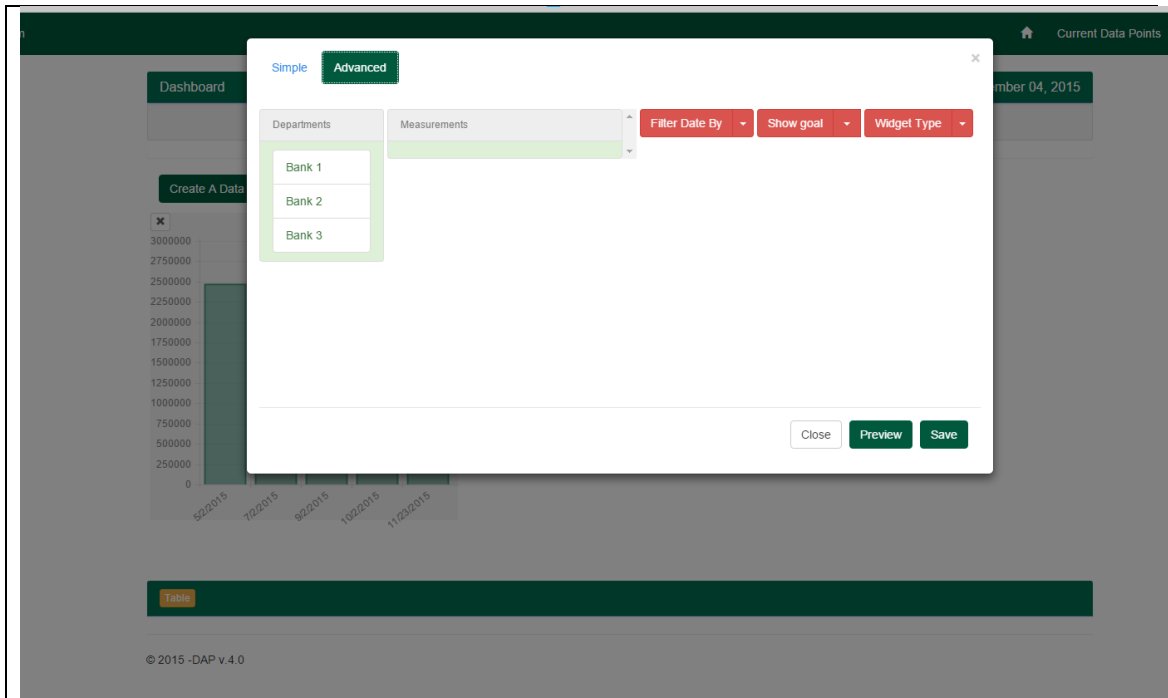 n
Current Data Points
Simple
Advanced
×
Dashboard
mber 04, 2015
Departments
Measurements
Filter Date By
Show goal
Widget Type
Bank 1
Bank 2
Bank 3
Create A Data
3000000
2750000
2500000
2250000
2000000
1750000
1500000
1250000
1000000
750000
500000
250000
0
5/2/2015
7/2/2015
9/2/2015
10/2/2015
11/23/2015
Close
Preview
Save
Table
© 2015 -DAP v.4.0